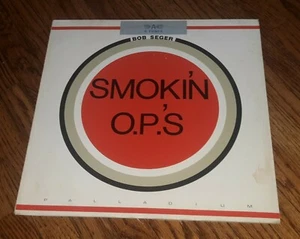 BOB SEGER
SMOKIN'
O.P.'S
PALLADIUM